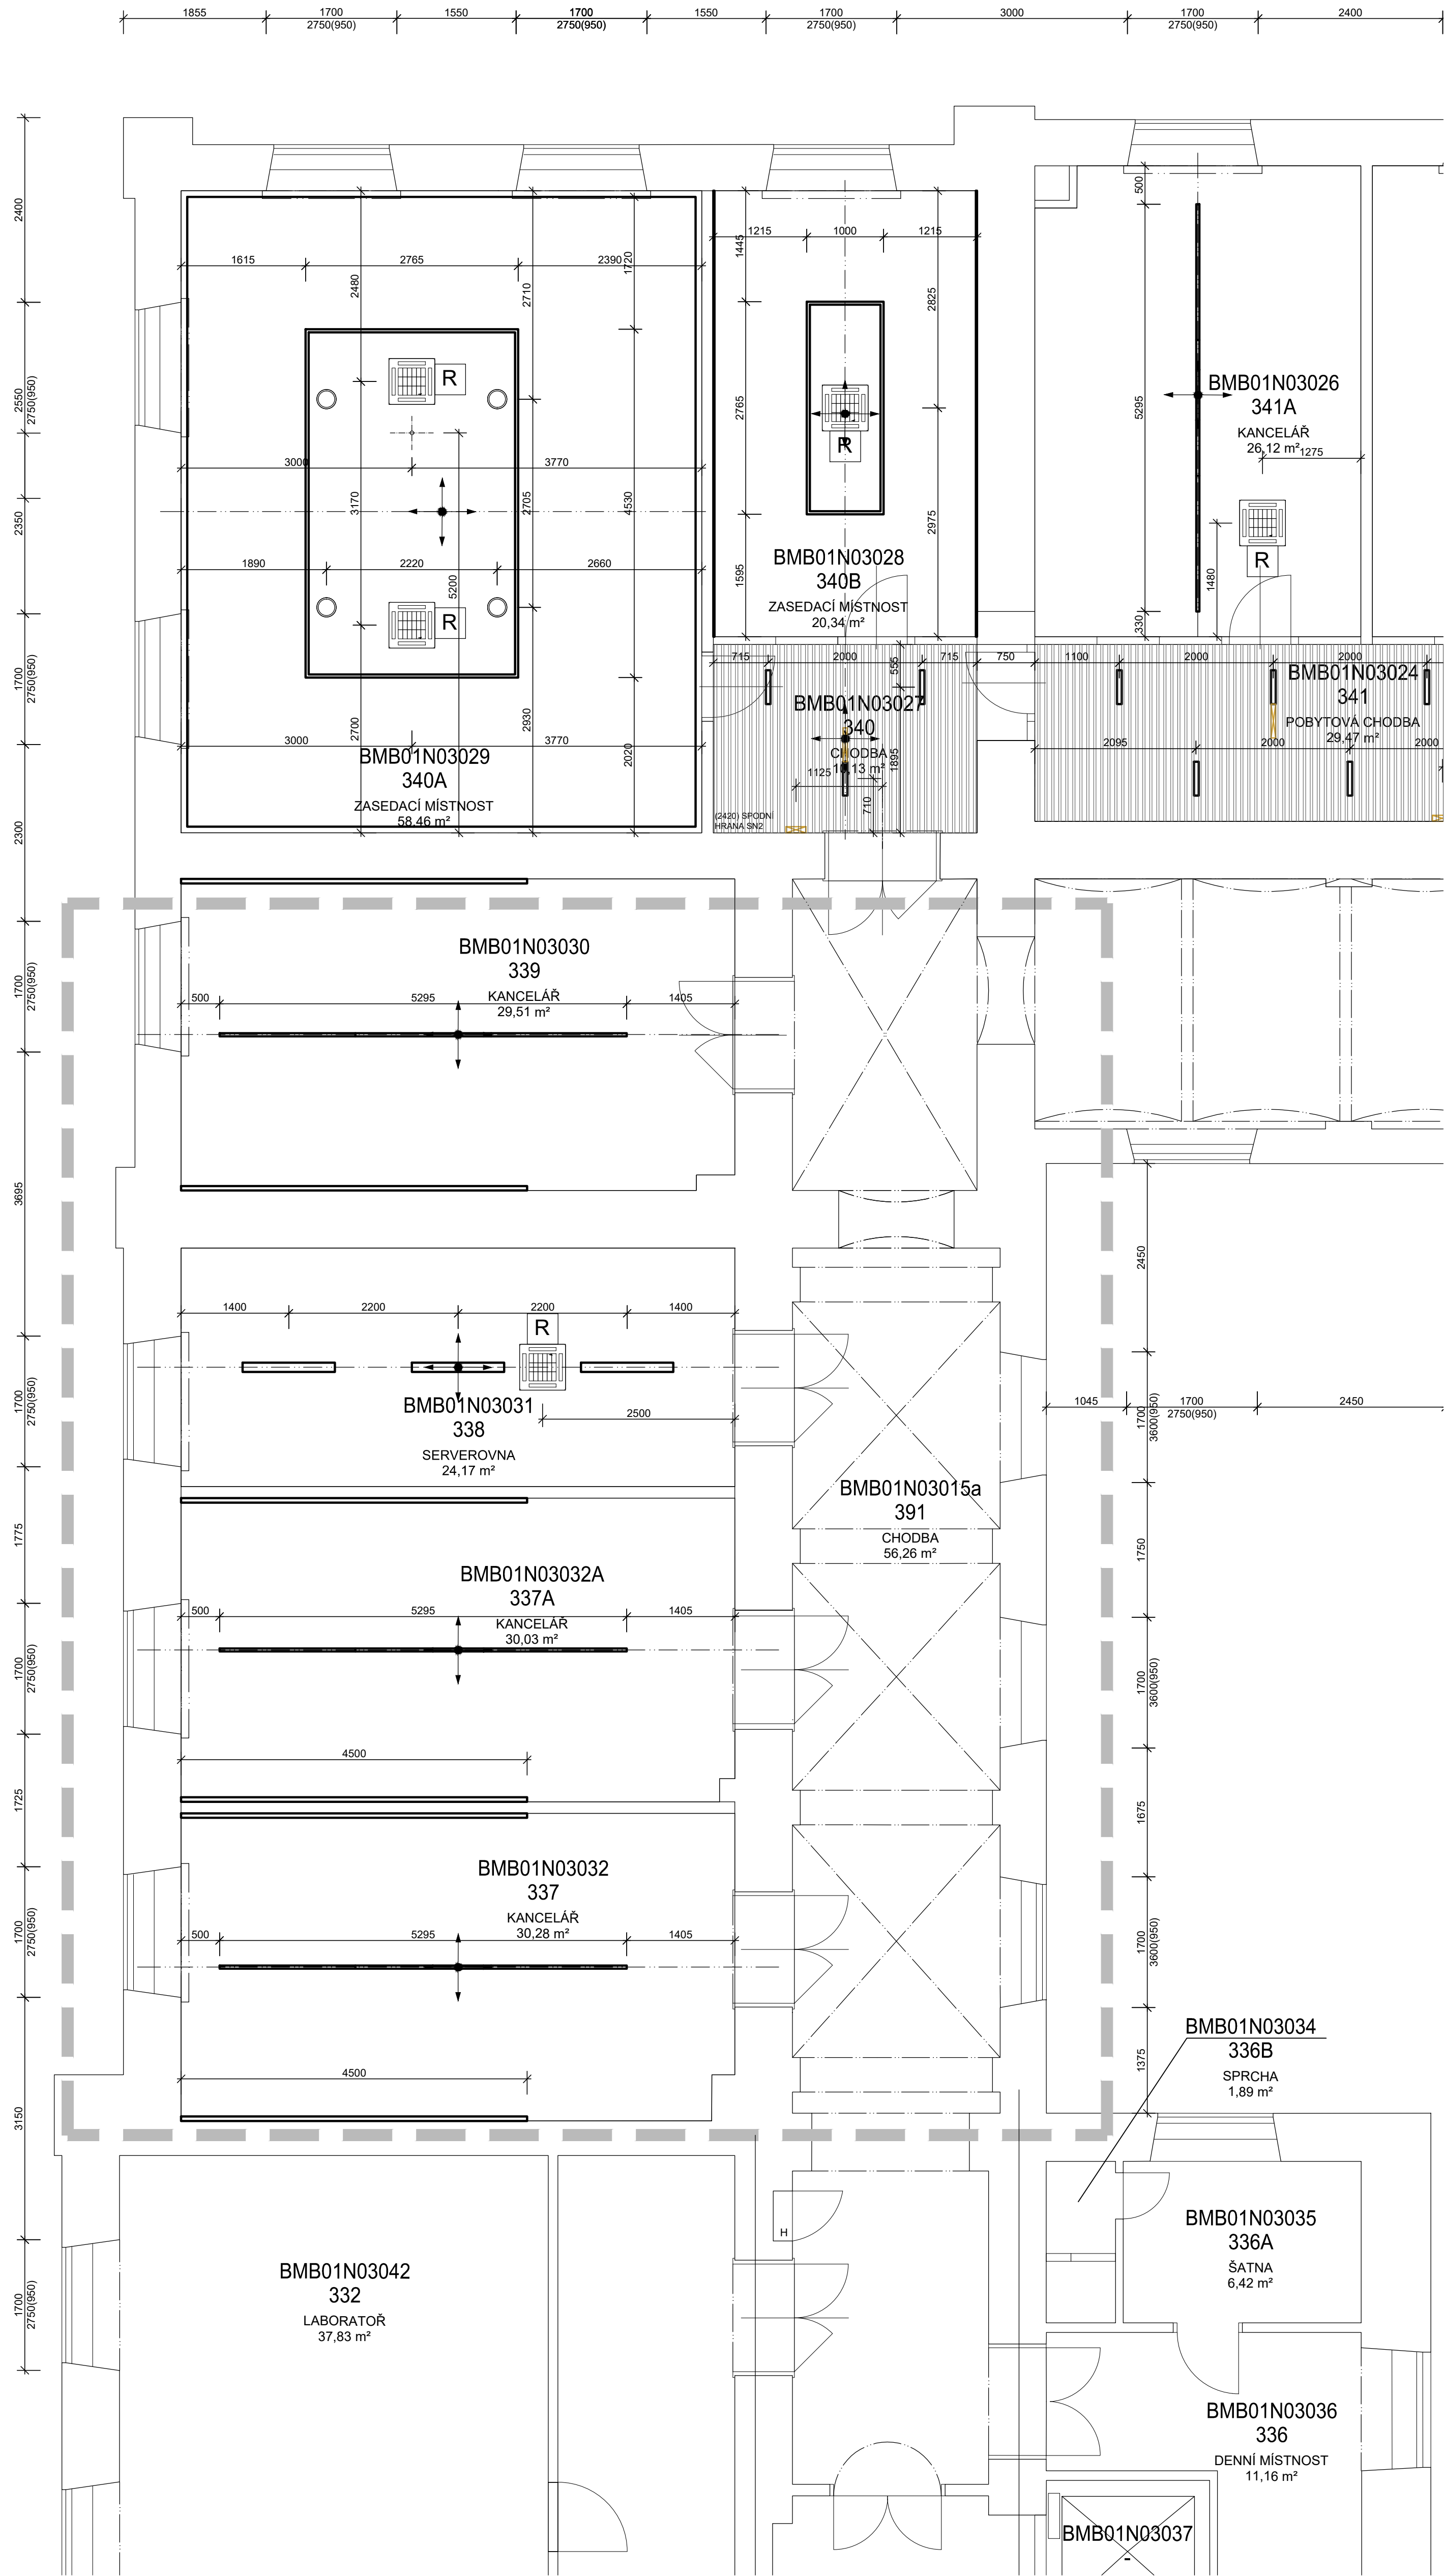 1855
1700
2750(950)
1550
1700
2750(950)
1550
1700
2750(950)
3000
1700
2750(950)
2400
2400
2550
2750(950)
2350
1700
2750(950)
2300
1700
2750(950)
3695
1700
2750(950)
1775
1700
2750(950)
1725
1700
2750(950)
3150
1700
2750(950)
1615
2765
2390
1720
2480
2710
R
3000
3770
3170
2705
4530
1890
2220
2660
5200
R
2700
2930
2020
3000
3770
BMB01N03029
340A
ZASEDACÍ MÍSTNOST
58,46 m²
1215
1000
1215
1445
2825
2765
R
2975
1595
BMB01N03028
340B
ZASEDACÍ MÍSTNOST
20,34 m²
500
5295
BMB01N03026
341A
KANCELÁŘ
26,12 m²
1275
R
1480
330
715
2000
715
750
555
BMB01N03027
340
CHODBA
1125
1895
710
(2420) SPODNÍ
HRANA SN2
1100
2000
2000
BMB01N03024
341
POBYTOVÁ CHODBA
29,47 m²
2095
2000
2000
BMB01N03030
339
KANCELÁŘ
29,51 m²
500
5295
1405
1400
2200
2200
1400
R
BMB01N03031
338
SERVEROVNA
24,17 m²
2500
BMB01N03032A
337A
KANCELÁŘ
30,03 m²
500
5295
1405
4500
BMB01N03032
337
KANCELÁŘ
30,28 m²
500
5295
1405
4500
BMB01N03015a
391
CHODBA
56,26 m²
2450
1045
1700
2750(950)
2450
1700
3600(950)
1750
1700
3600(950)
1675
1700
3600(950)
1375
BMB01N03034
336B
SPRCHA
1,89 m²
BMB01N03035
336A
ŠATNA
6,42 m²
H
BMB01N03042
332
LABORATOŘ
37,83 m²
BMB01N03036
336
DENNÍ MÍSTNOST
11,16 m²
BMB01N03037
-